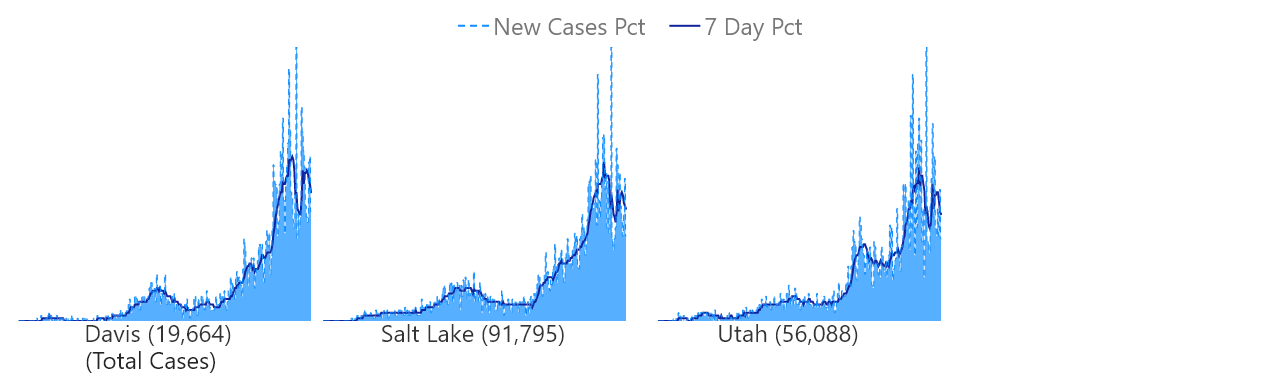 New Cases Pct 7 Day Pct
Davis (19,664) Salt Lake (91,795) Utah (56,088)
(Total Cases)